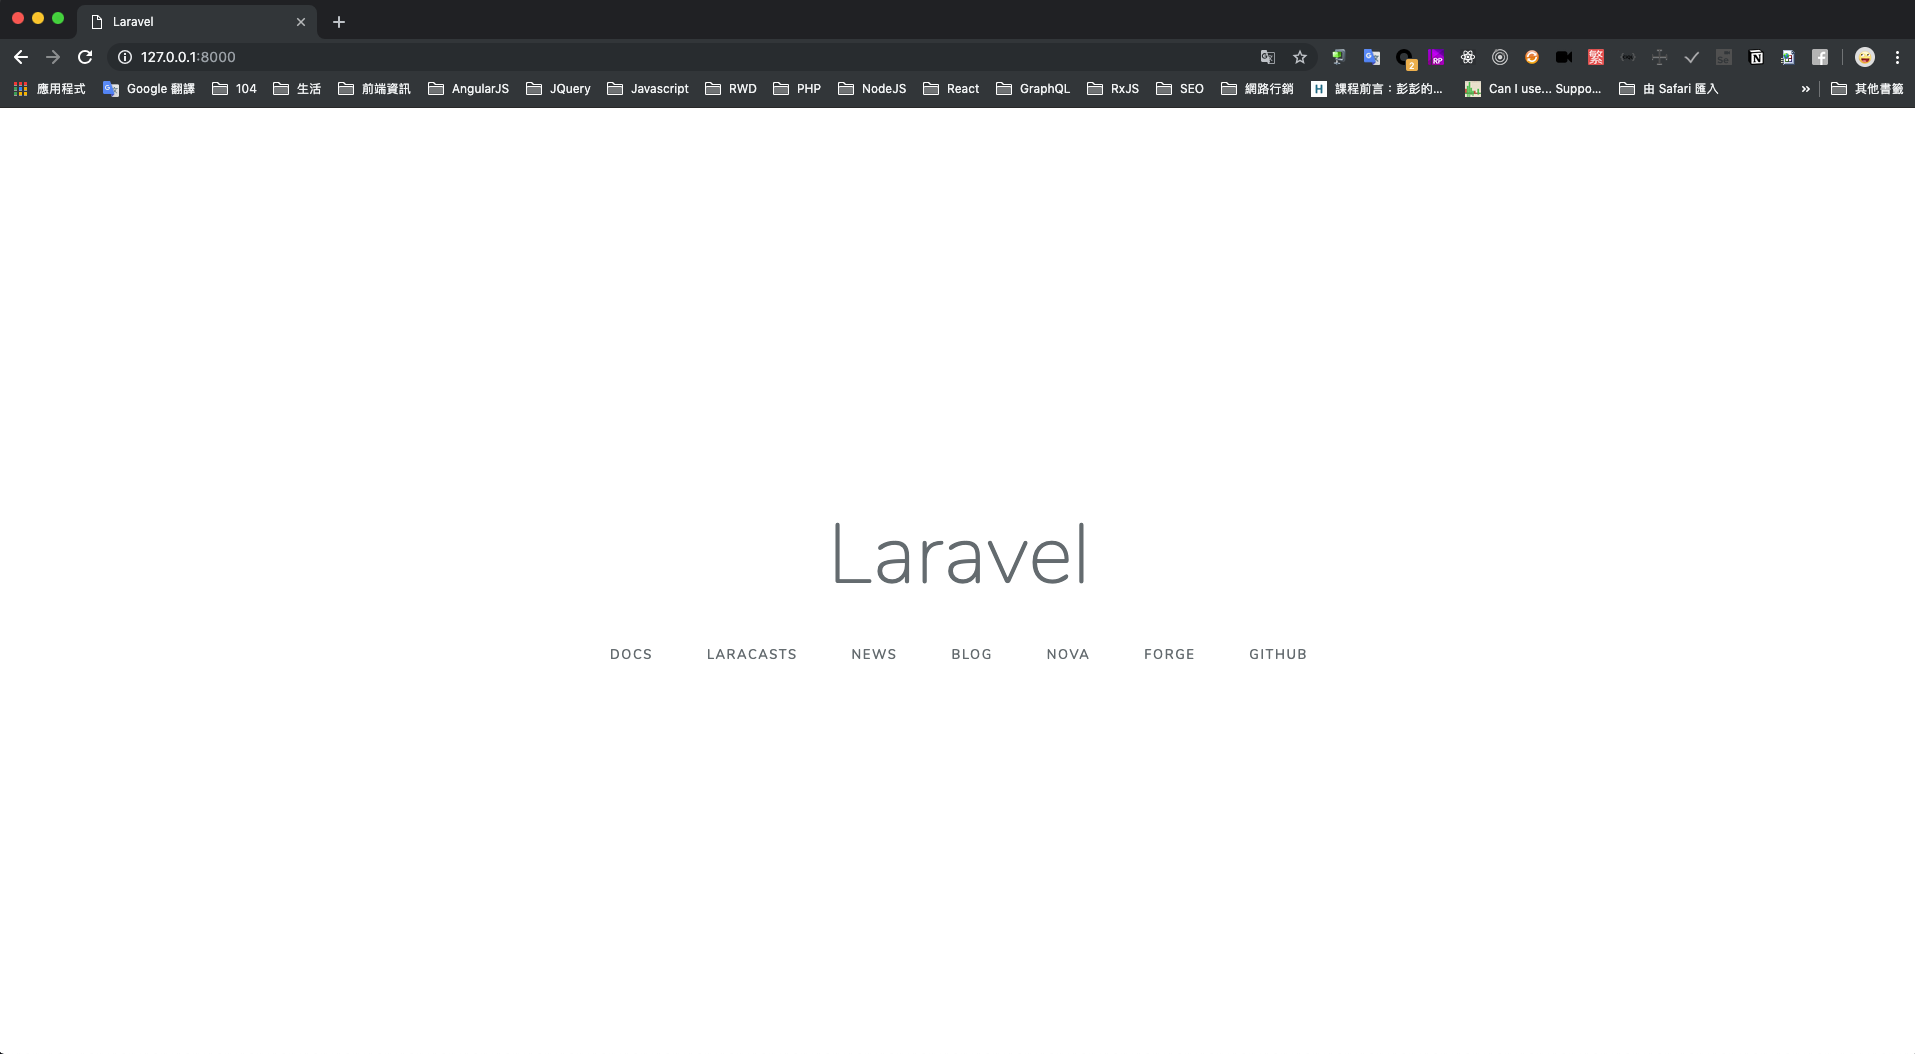 Laravel
127.0.0.1:8000
2
RP
繁
N
應用程式 Google 翻譯 104 生活 前端資訊 AngularJS JQuery Javascript RWD PHP NodeJS React GraphQL RxJS SEO 網路行銷 H 課程前言：彭彭的... Can I use... Suppo... 由 Safari 匯入 » 其他書籤
Laravel
DOCS LARACASTS NEWS BLOG NOVA FORGE GITHUB